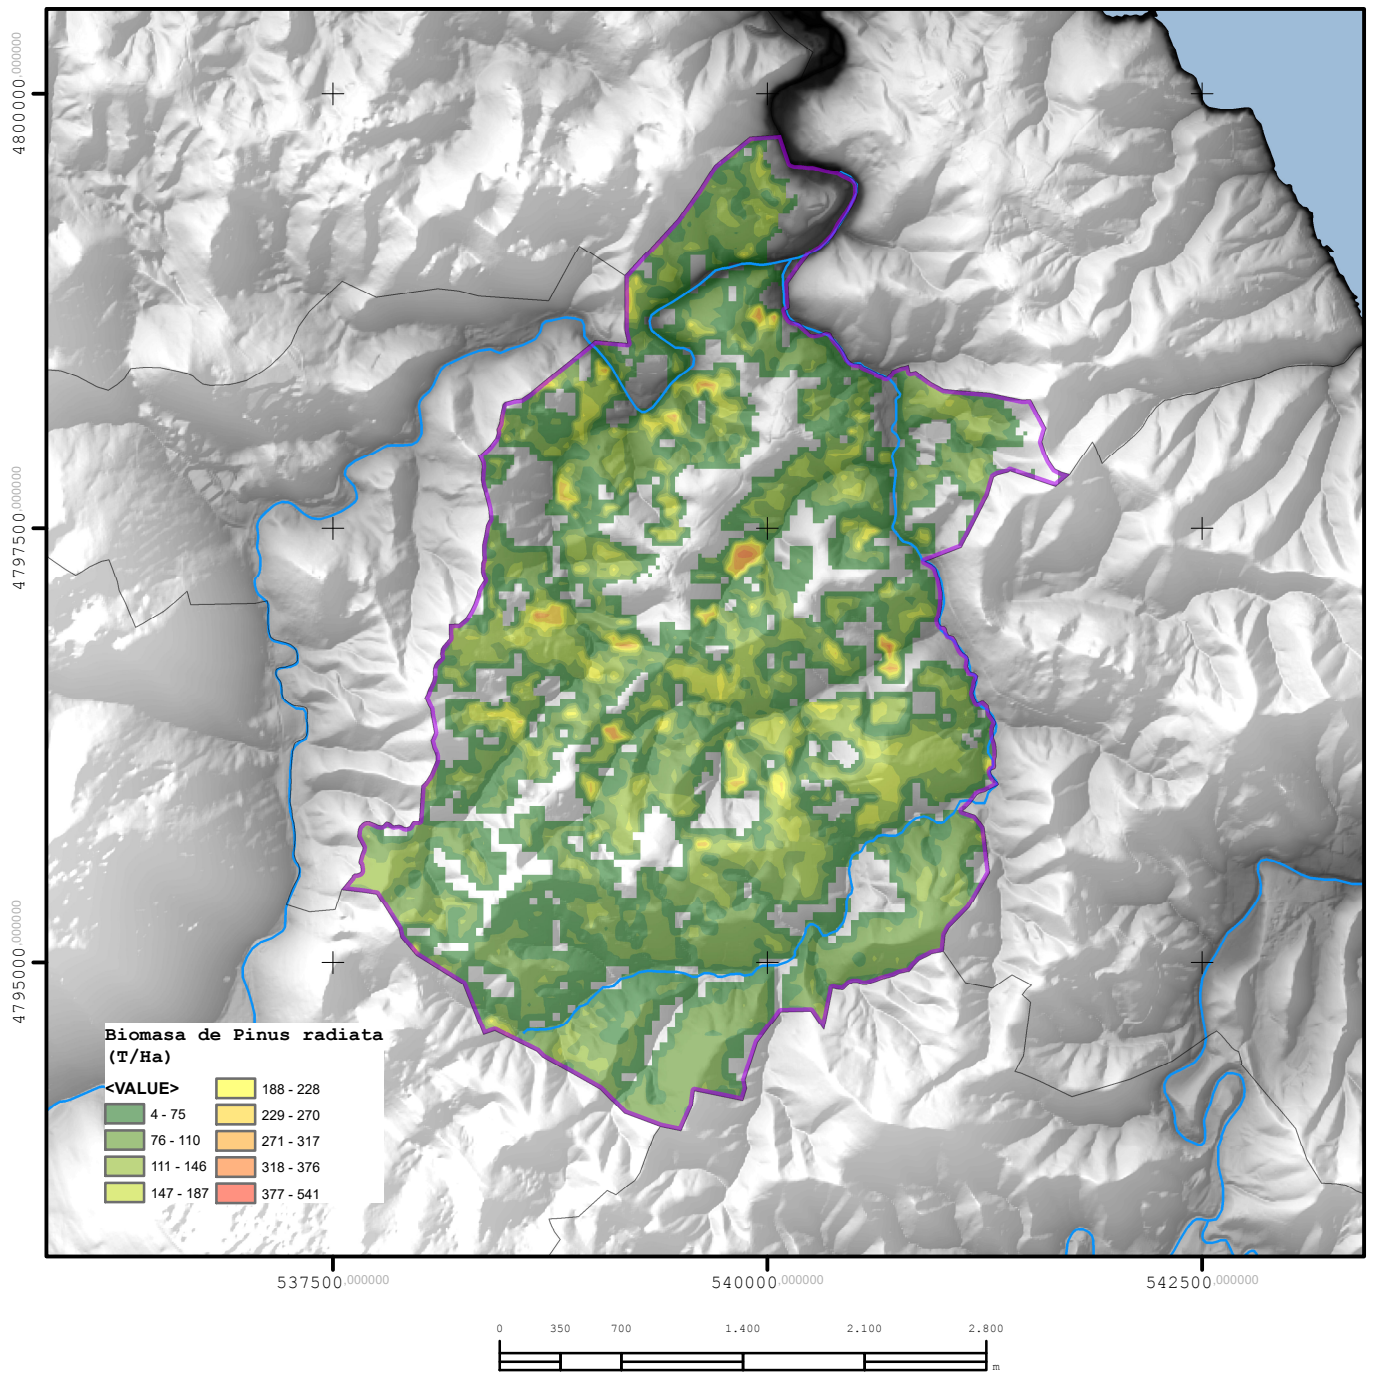 4800000,000000
4797500,000000
4795000,000000
Biomasa de Pinus radiata
(T/Ha)
<VALUE>
4 - 75
76 - 110
111 - 146
147 - 187
188 - 228
229 - 270
271 - 317
318 - 376
377 - 541
537500,000000
540000,000000
542500,000000
0 350 700 1.400 2.100 2.800
m